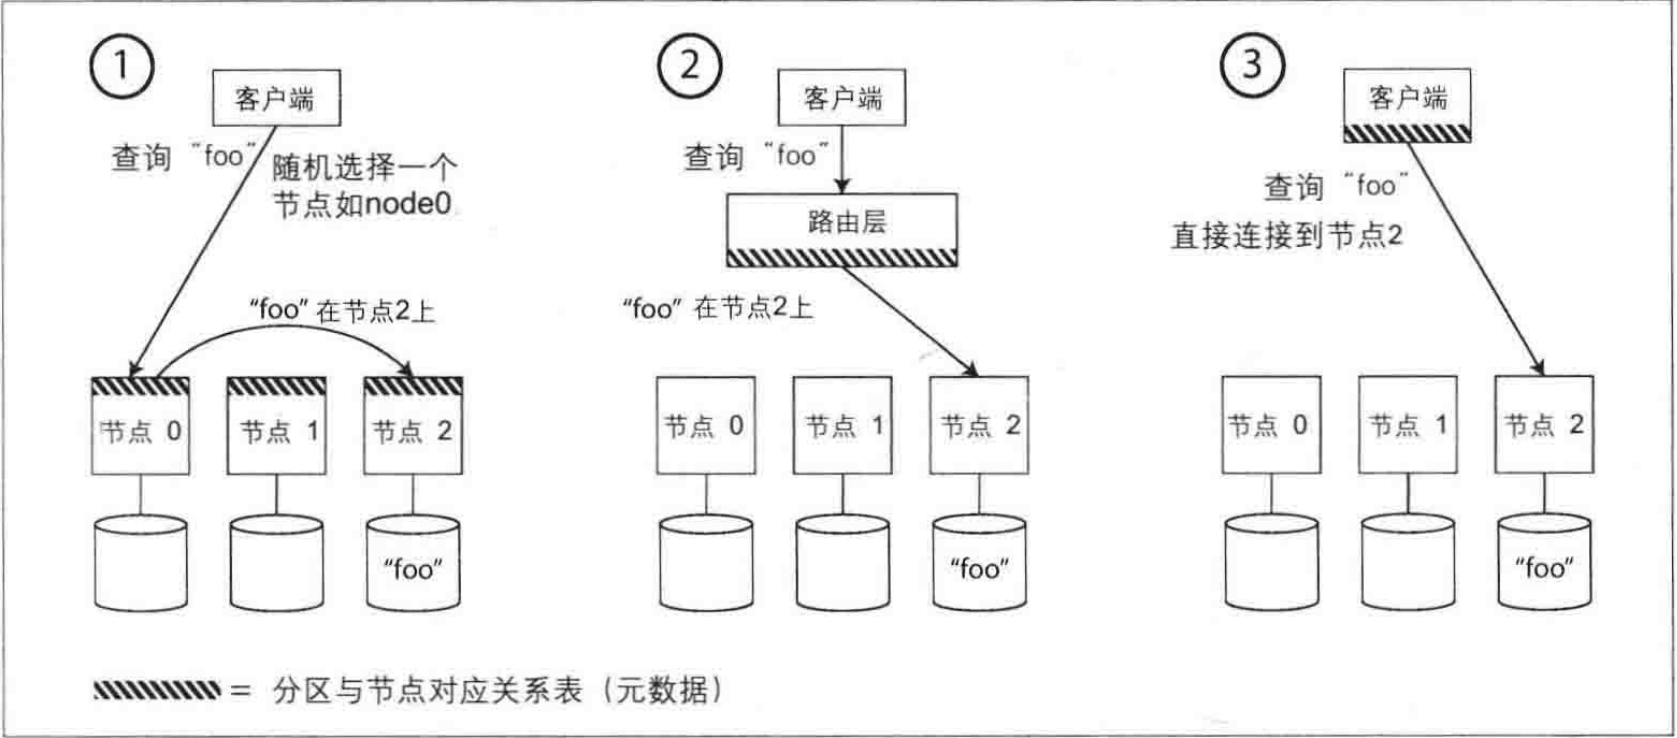 1
客户端
查询 “foo”
随机选择一个
节点如node0
“foo” 在节点2上
节点 0
节点 1
节点 2
“foo”
2
客户端
查询 “foo”
路由层
“foo” 在节点2上
节点 0
节点 1
节点 2
“foo”
3
客户端
查询 “foo”
直接连接到节点2
节点 0
节点 1
节点 2
“foo”
= 分区与节点对应关系表（元数据）